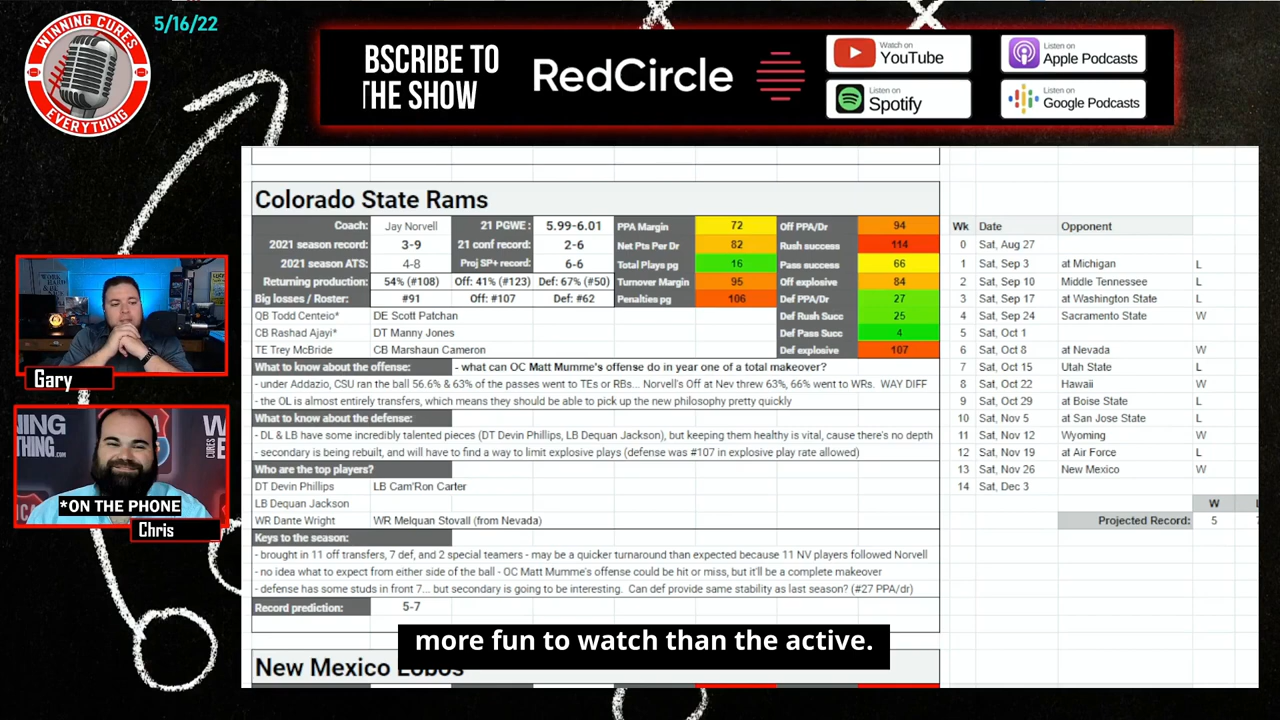 WINNING CURES
EVERYTHING
5/16/22
BSCRIBE TO
THE SHOW
RedCircle
Watch on
YouTube
Listen on
Spotify
Listen on
Apple Podcasts
Listen on
Google Podcasts
Gary
*ON THE PHONE
Chris
Colorado State Rams
Coach: Jay Norvell 21 PGWE : 5.99-6.01 PPA Margin 72 Off PPA/Dr 94
2021 season record: 3-9 21 conf record: 2-6 Net Pts Per Dr 82 Rush success 114
2021 season ATS: 4-8 Proj SP+ record: 6-6 Total Plays pg 16 Pass success 66
Returning production: 54% (#108) Off: 41% (#123) Def: 67% (#50) Turnover Margin 95 Off explosive 84
Big losses / Roster: #91 Off: #107 Def: #62 Penalties pg 106 Def PPA/Dr 27
QB Todd Centeio* DE Scott Patchan Def Rush Succ 25
CB Rashad Ajayi* DT Manny Jones Def Pass Succ 4
TE Trey McBride CB Marshaun Cameron Def explosive 107
What to know about the offense: - what can OC Matt Mumme's offense do in year one of a total makeover?
- under Addazio, CSU ran the ball 56.6% & 63% of the passes went to TEs or RBs... Norvell's Off at Nev threw 63%, 66% went to WRs. WAY DIFF
- the OL is almost entirely transfers, which means they should be able to pick up the new philosophy pretty quickly
What to know about the defense:
- DL & LB have some incredibly talented pieces (DT Devin Phillips, LB Dequan Jackson), but keeping them healthy is vital, cause there's no depth
- secondary is being rebuilt, and will have to find a way to limit explosive plays (defense was #107 in explosive play rate allowed)
Who are the top players?
DT Devin Phillips LB Cam'Ron Carter
LB Dequan Jackson
WR Dante Wright WR Melquan Stovall (from Nevada)
Keys to the season:
- brought in 11 off transfers, 7 def, and 2 special teamers - may be a quicker turnaround than expected because 11 NV players followed Norvell
- no idea what to expect from either side of the ball - OC Matt Mumme's offense could be hit or miss, but it'll be a complete makeover
- defense has some studs in front 7... but secondary is going to be interesting. Can def provide same stability as last season? (#27 PPA/dr)
Record prediction: 5-7
Wk Date Opponent
0 Sat, Aug 27
1 Sat, Sep 3 at Michigan L
2 Sat, Sep 10 Middle Tennessee L
3 Sat, Sep 17 at Washington State L
4 Sat, Sep 24 Sacramento State W
5 Sat, Oct 1
6 Sat, Oct 8 at Nevada W
7 Sat, Oct 15 Utah State L
8 Sat, Oct 22 Hawaii W
9 Sat, Oct 29 at Boise State L
10 Sat, Nov 5 at San Jose State L
11 Sat, Nov 12 Wyoming W
12 Sat, Nov 19 at Air Force L
13 Sat, Nov 26 New Mexico W
14 Sat, Dec 3
W
Projected Record: 5
more fun to watch than the active.
New Mexico Lobos